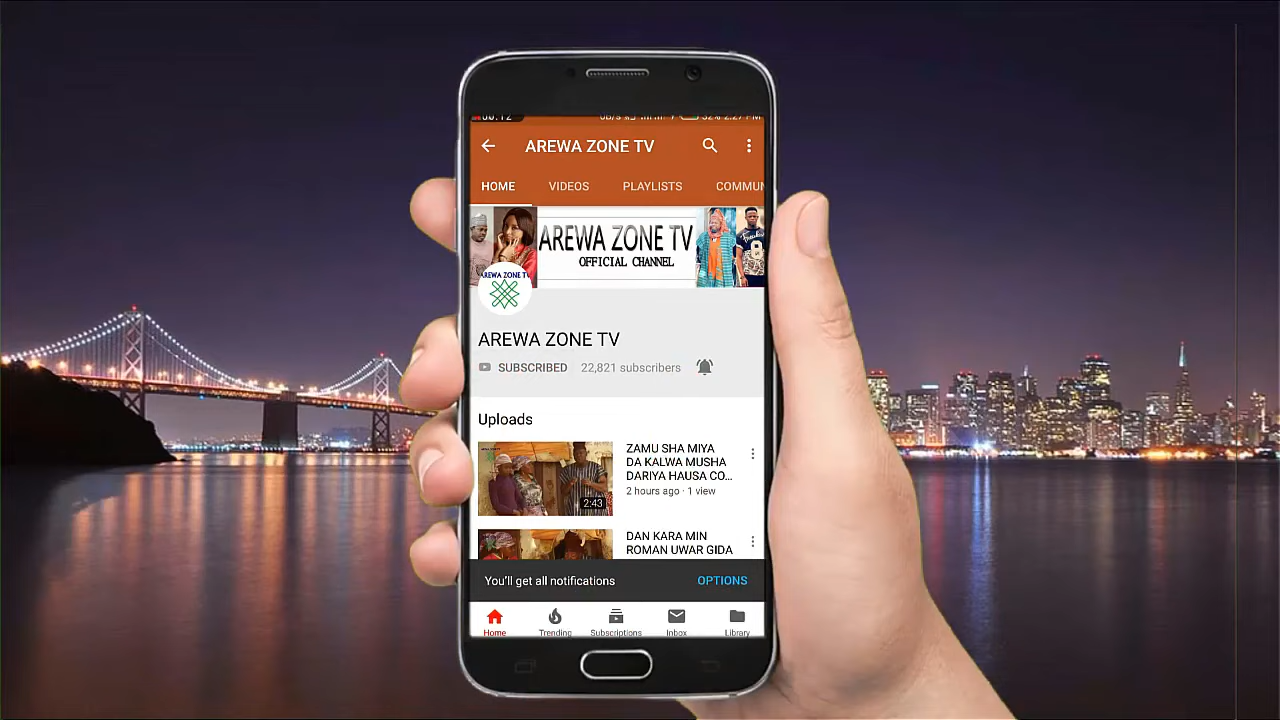 AREWA ZONE TV
HOME VIDEOS PLAYLISTS COMMUN
AREWA ZONE TV
OFFICIAL CHANNEL
AREWA ZONE TV
AREWA ZONE TV
SUBSCRIBED 22,821 subscribers
Uploads
ZAMU SHA MIYA
DA KALWA MUSHA
DARIYA HAUSA CO...
2 hours ago · 1 view
2:43
DAN KARA MIN
ROMAN UWAR GIDA
You'll get all notifications OPTIONS
Home Trending Subscriptions Inbox Library